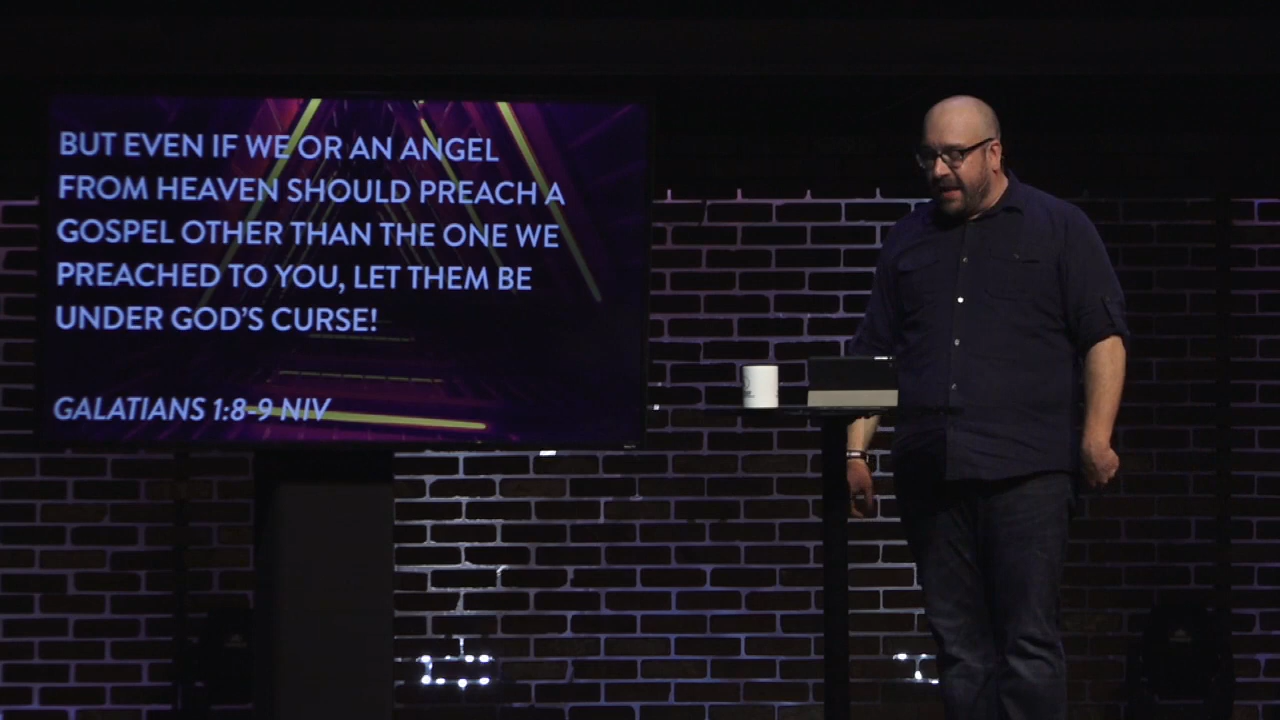 BUT EVEN IF WE OR AN ANGEL
FROM HEAVEN SHOULD PREACH A
GOSPEL OTHER THAN THE ONE WE
PREACHED TO YOU, LET THEM BE
UNDER GOD'S CURSE!
GALATIANS 1:8-9 NIV